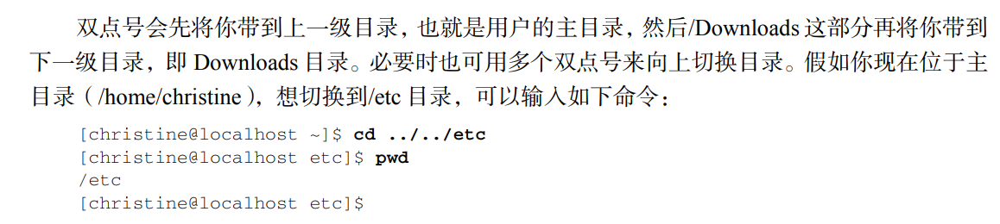 双点号会先将你带到上一级目录，也就是用户的主目录，然后/Downloads 这部分再将你带到
下一级目录，即 Downloads 目录。必要时也可用多个双点号来向上切换目录。假如你现在位于主
目录（/home/christine），想切换到/etc 目录，可以输入如下命令：
[christine@localhost ~]$ cd ../../etc
[christine@localhost etc]$ pwd
/etc
[christine@localhost etc]$